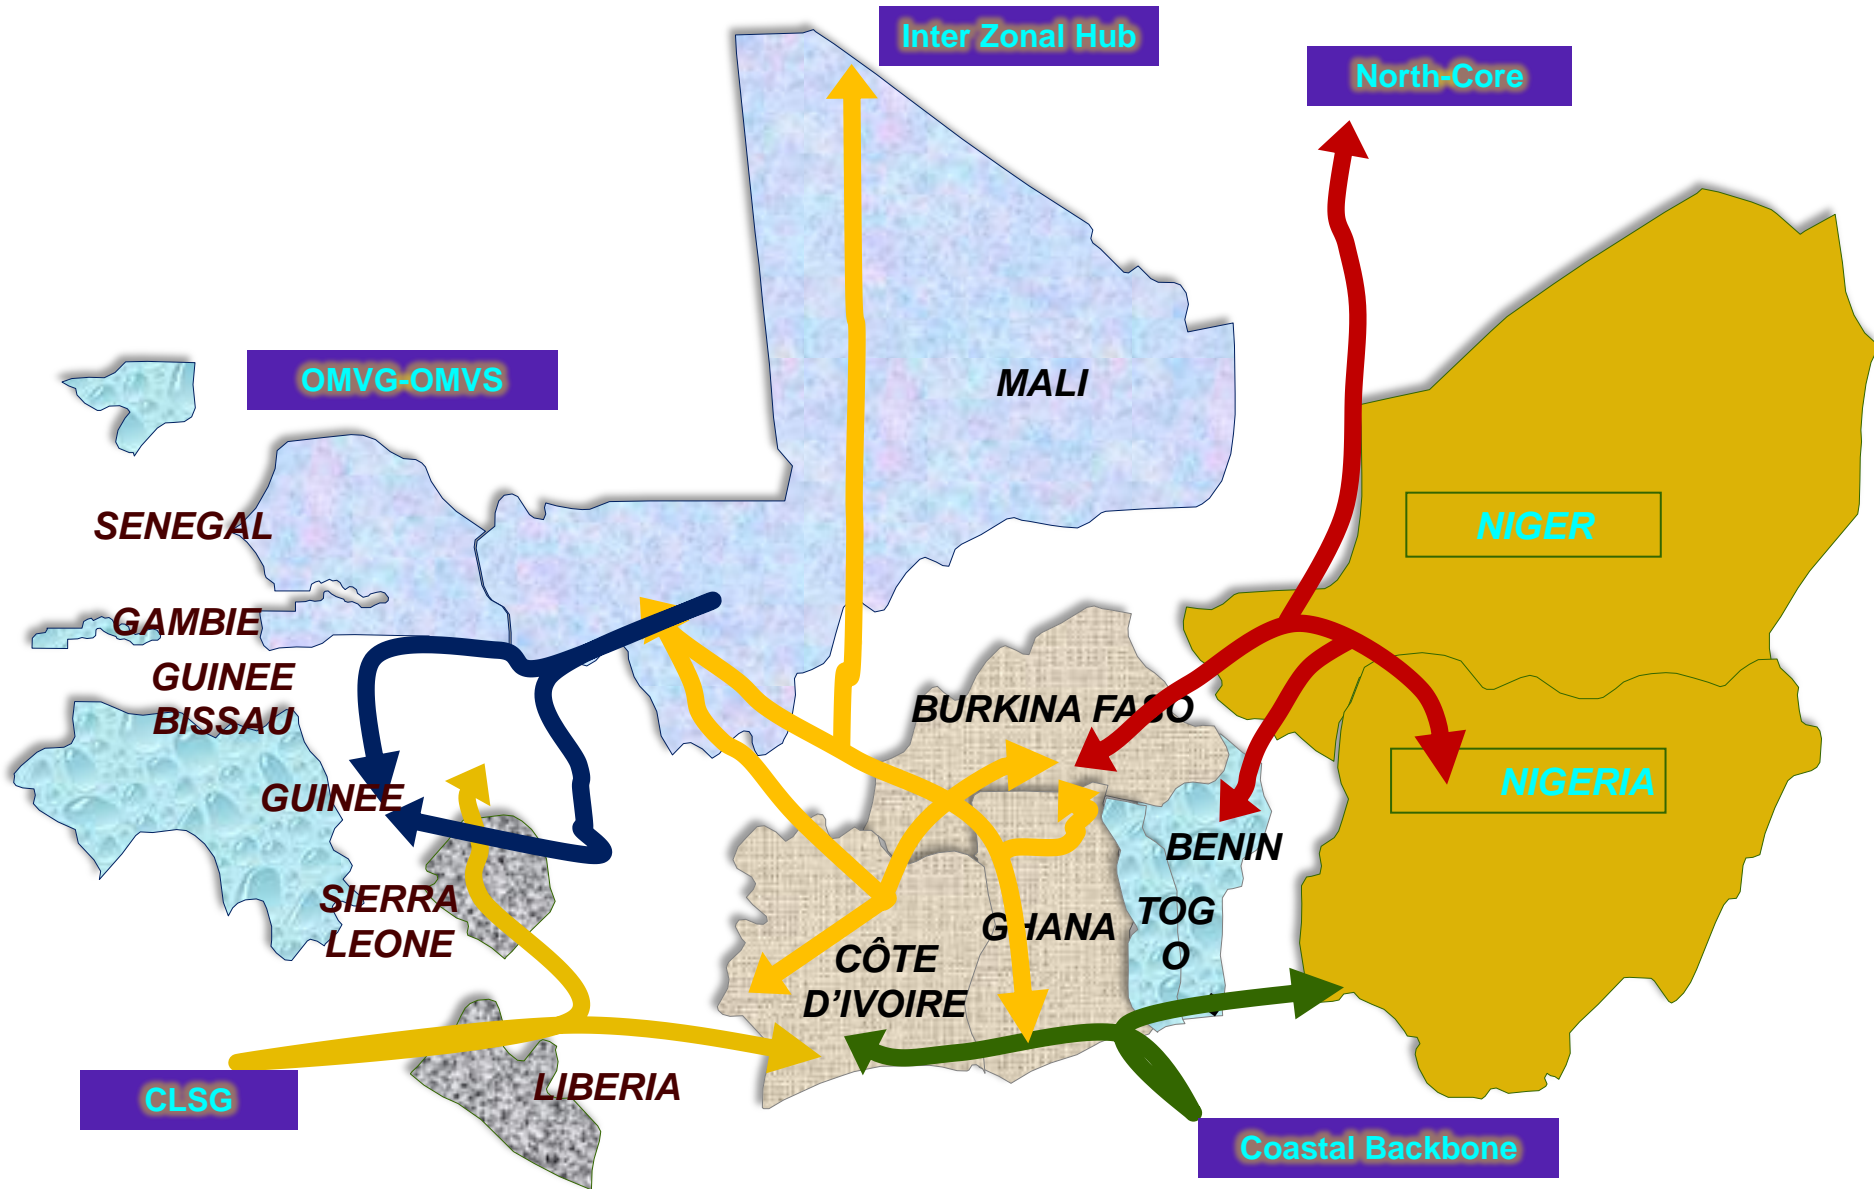 Inter Zonal Hub
North-Core
OMVG-OMVS
MALI
SENEGAL
NIGER
GAMBIE
GUINEE
BISSAU
BURKINA FASO
GUINEE
NIGERIA
BENIN
SIERRA
LEONE
GHANA
TOG
O
CÔTE
D'IVOIRE
LIBERIA
CLSG
Coastal Backbone